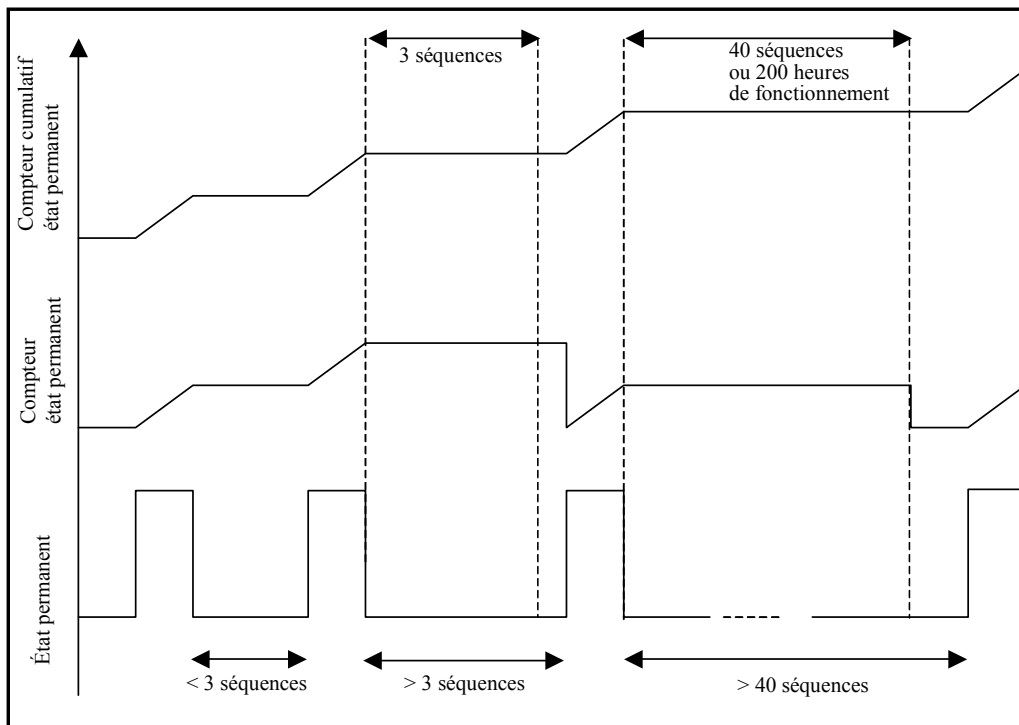 3 séquences
40 séquences
ou 200 heures
de fonctionnement
Compteur cumulatif
état permanent
Compteur
état permanent
État permanent
< 3 séquences
> 3 séquences
> 40 séquences